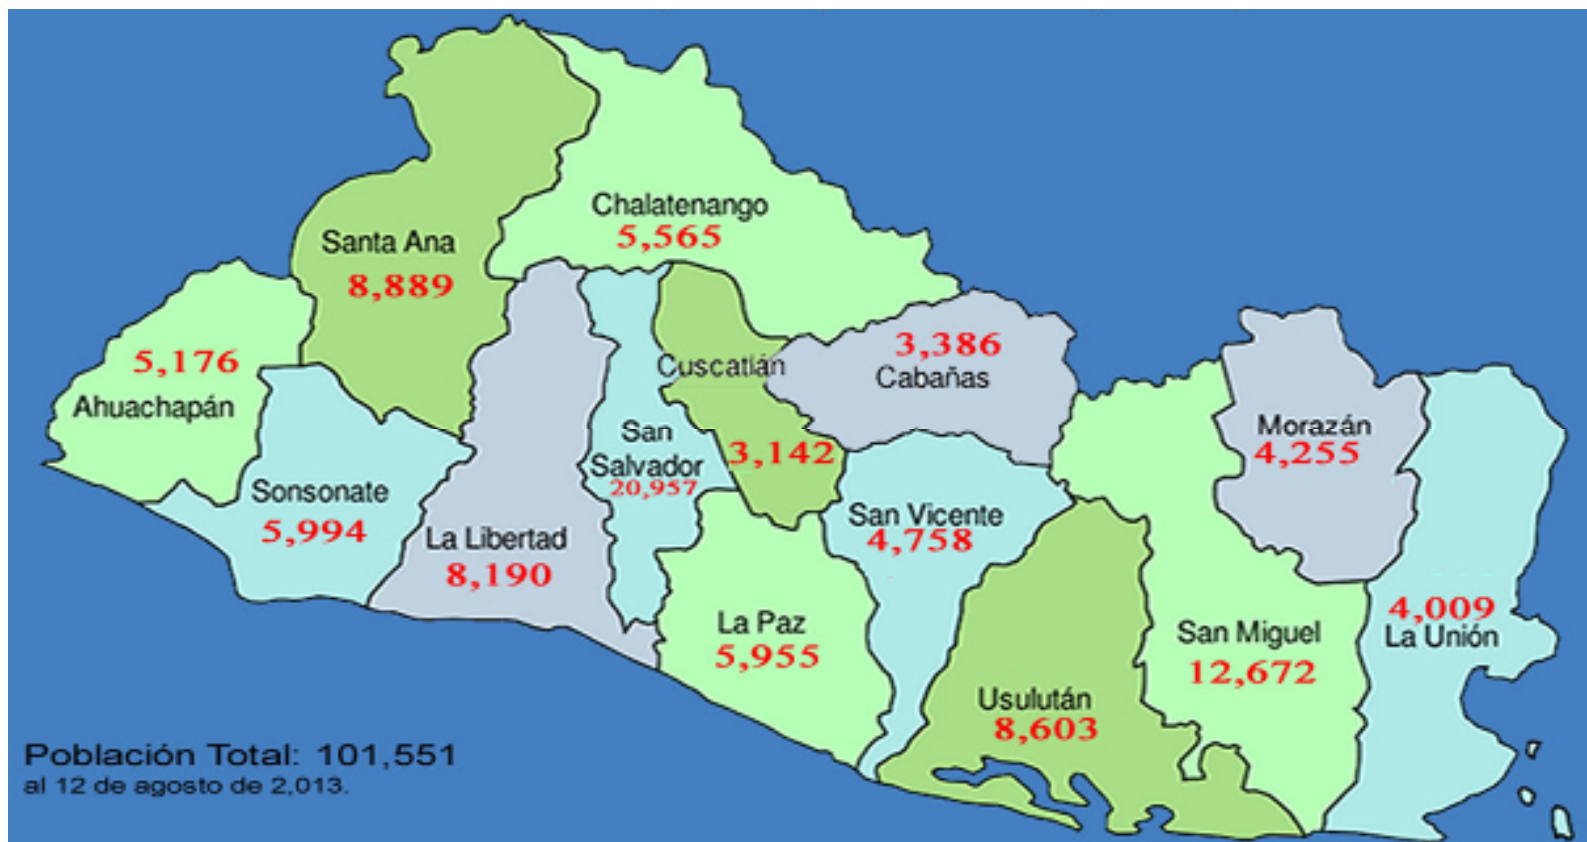 Chalatenango
5,565
Santa Ana
8,889
5,176
Ahuachapán
3,386
Cabañas
Cuscatlán
3,142
Morazán
4,255
San
Salvador
20,957
Sonsonate
5,994
San Vicente
4,758
La Libertad
8,190
4,009
La Unión
La Paz
5,955
San Miguel
12,672
Usulután
8,603
Población Total: 101,551
al 12 de agosto de 2,013.